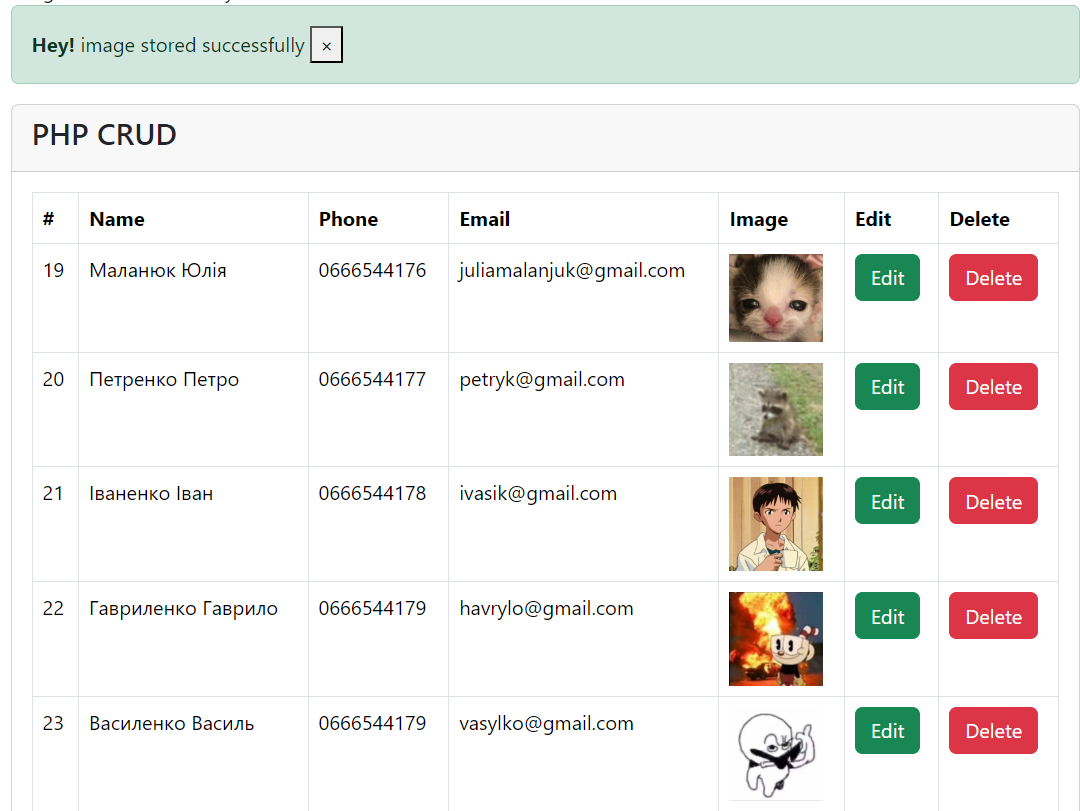 Hey! image stored successfully ×
PHP CRUD
# Name Phone Email Image Edit Delete
19 Маланюк Юлія 0666544176 juliamalanjuk@gmail.com Edit Delete
20 Петренко Петро 0666544177 petryk@gmail.com Edit Delete
21 Іваненко Іван 0666544178 ivasik@gmail.com Edit Delete
22 Гавриленко Гаврило 0666544179 havrylo@gmail.com Edit Delete
23 Василенко Василь 0666544179 vasylko@gmail.com Edit Delete